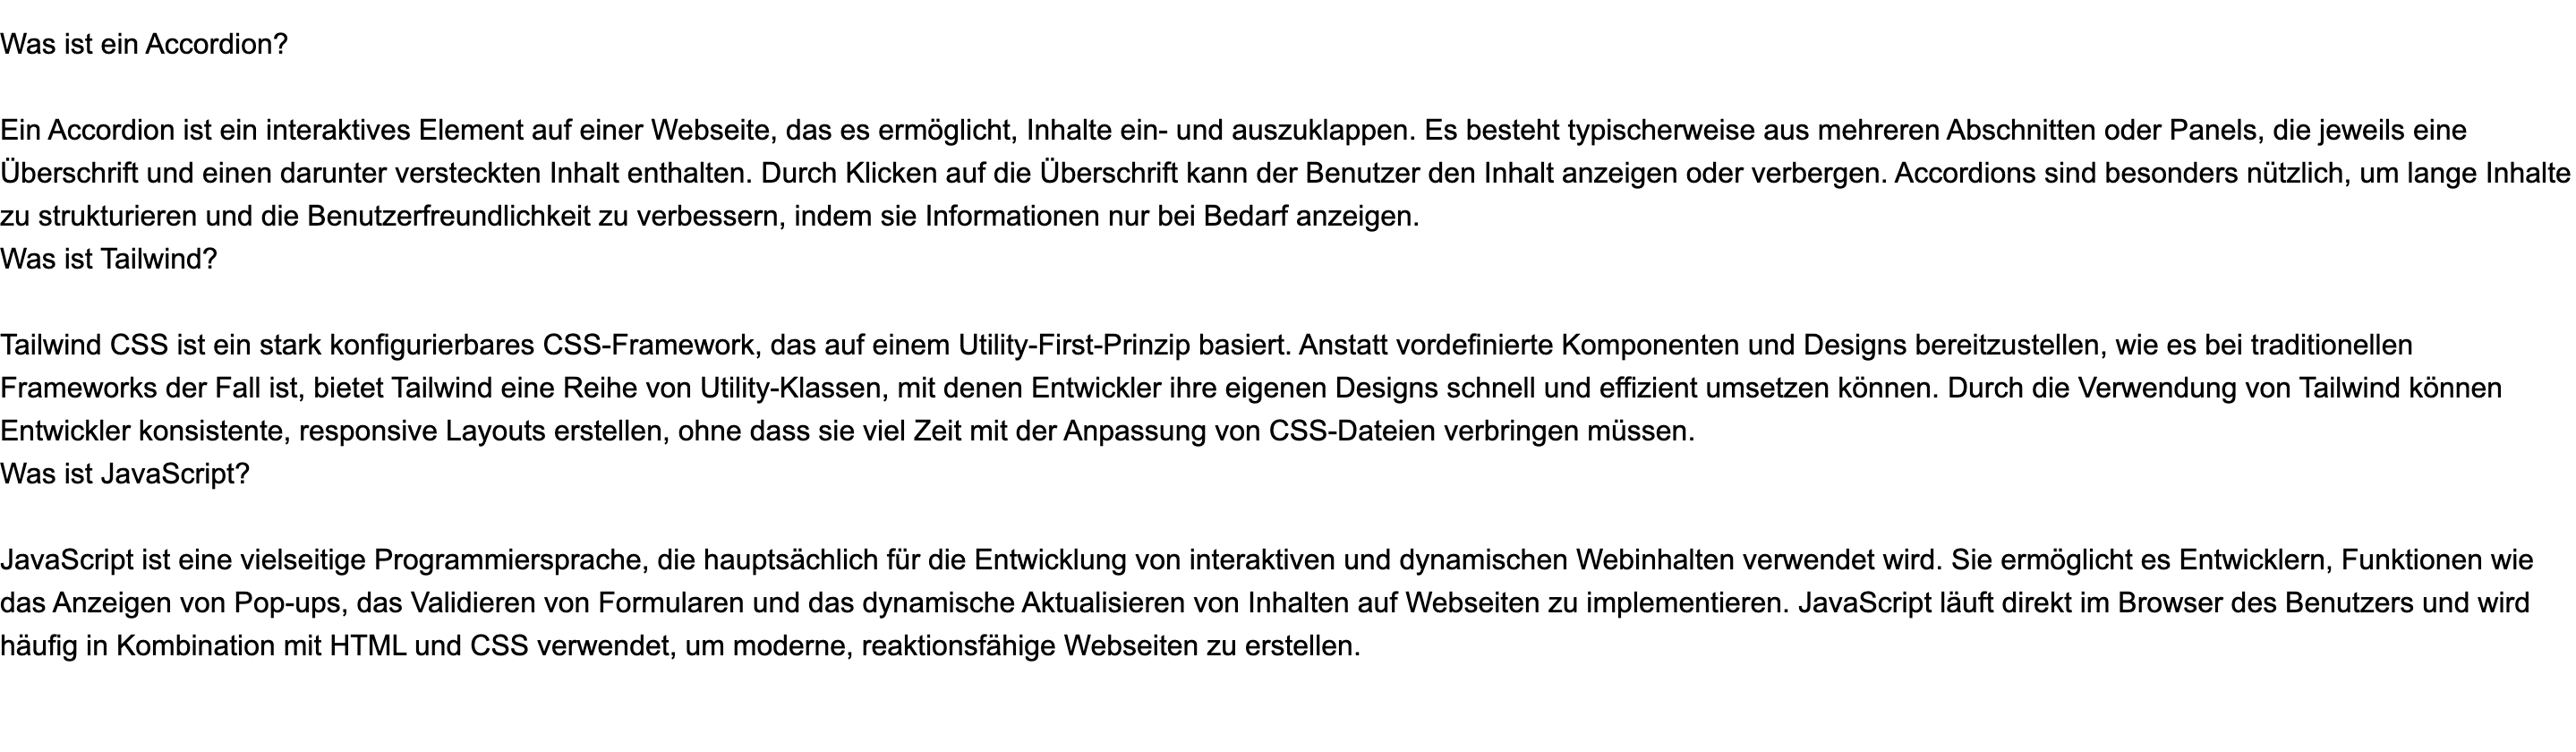 Was ist ein Accordion?
Ein Accordion ist ein interaktives Element auf einer Webseite, das es ermöglicht, Inhalte ein- und auszuklappen. Es besteht typischerweise aus mehreren Abschnitten oder Panels, die jeweils eine
Überschrift und einen darunter versteckten Inhalt enthalten. Durch Klicken auf die Überschrift kann der Benutzer den Inhalt anzeigen oder verbergen. Accordions sind besonders nützlich, um lange Inhalte
zu strukturieren und die Benutzerfreundlichkeit zu verbessern, indem sie Informationen nur bei Bedarf anzeigen.
Was ist Tailwind?
Tailwind CSS ist ein stark konfigurierbares CSS-Framework, das auf einem Utility-First-Prinzip basiert. Anstatt vordefinierte Komponenten und Designs bereitzustellen, wie es bei traditionellen
Frameworks der Fall ist, bietet Tailwind eine Reihe von Utility-Klassen, mit denen Entwickler ihre eigenen Designs schnell und effizient umsetzen können. Durch die Verwendung von Tailwind können
Entwickler konsistente, responsive Layouts erstellen, ohne dass sie viel Zeit mit der Anpassung von CSS-Dateien verbringen müssen.
Was ist JavaScript?
JavaScript ist eine vielseitige Programmiersprache, die hauptsächlich für die Entwicklung von interaktiven und dynamischen Webinhalten verwendet wird. Sie ermöglicht es Entwicklern, Funktionen wie
das Anzeigen von Pop-ups, das Validieren von Formularen und das dynamische Aktualisieren von Inhalten auf Webseiten zu implementieren. JavaScript läuft direkt im Browser des Benutzers und wird
häufig in Kombination mit HTML und CSS verwendet, um moderne, reaktionsfähige Webseiten zu erstellen.